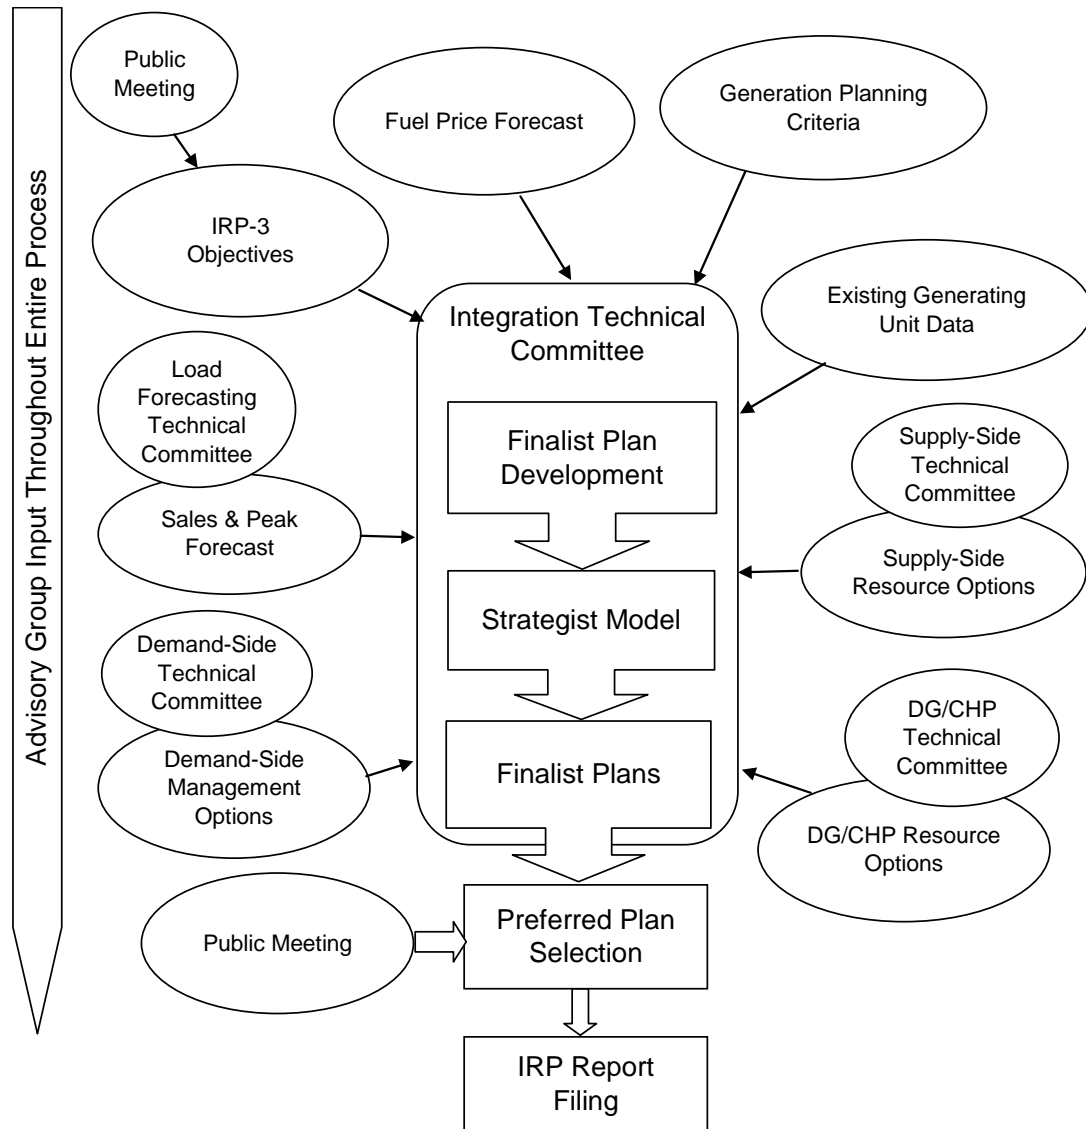 Advisory Group Input Throughout Entire Process
Public
Meeting
Fuel Price Forecast
Generation Planning
Criteria
IRP-3
Objectives
Integration Technical
Committee
Existing Generating
Unit Data
Load
Forecasting
Technical
Committee
Finalist Plan
Development
Supply-Side
Technical
Committee
Sales & Peak
Forecast
Supply-Side
Resource Options
Strategist Model
Demand-Side
Technical
Committee
DG/CHP
Technical
Committee
Demand-Side
Management
Options
Finalist Plans
DG/CHP Resource
Options
Public Meeting
Preferred Plan
Selection
IRP Report
Filing